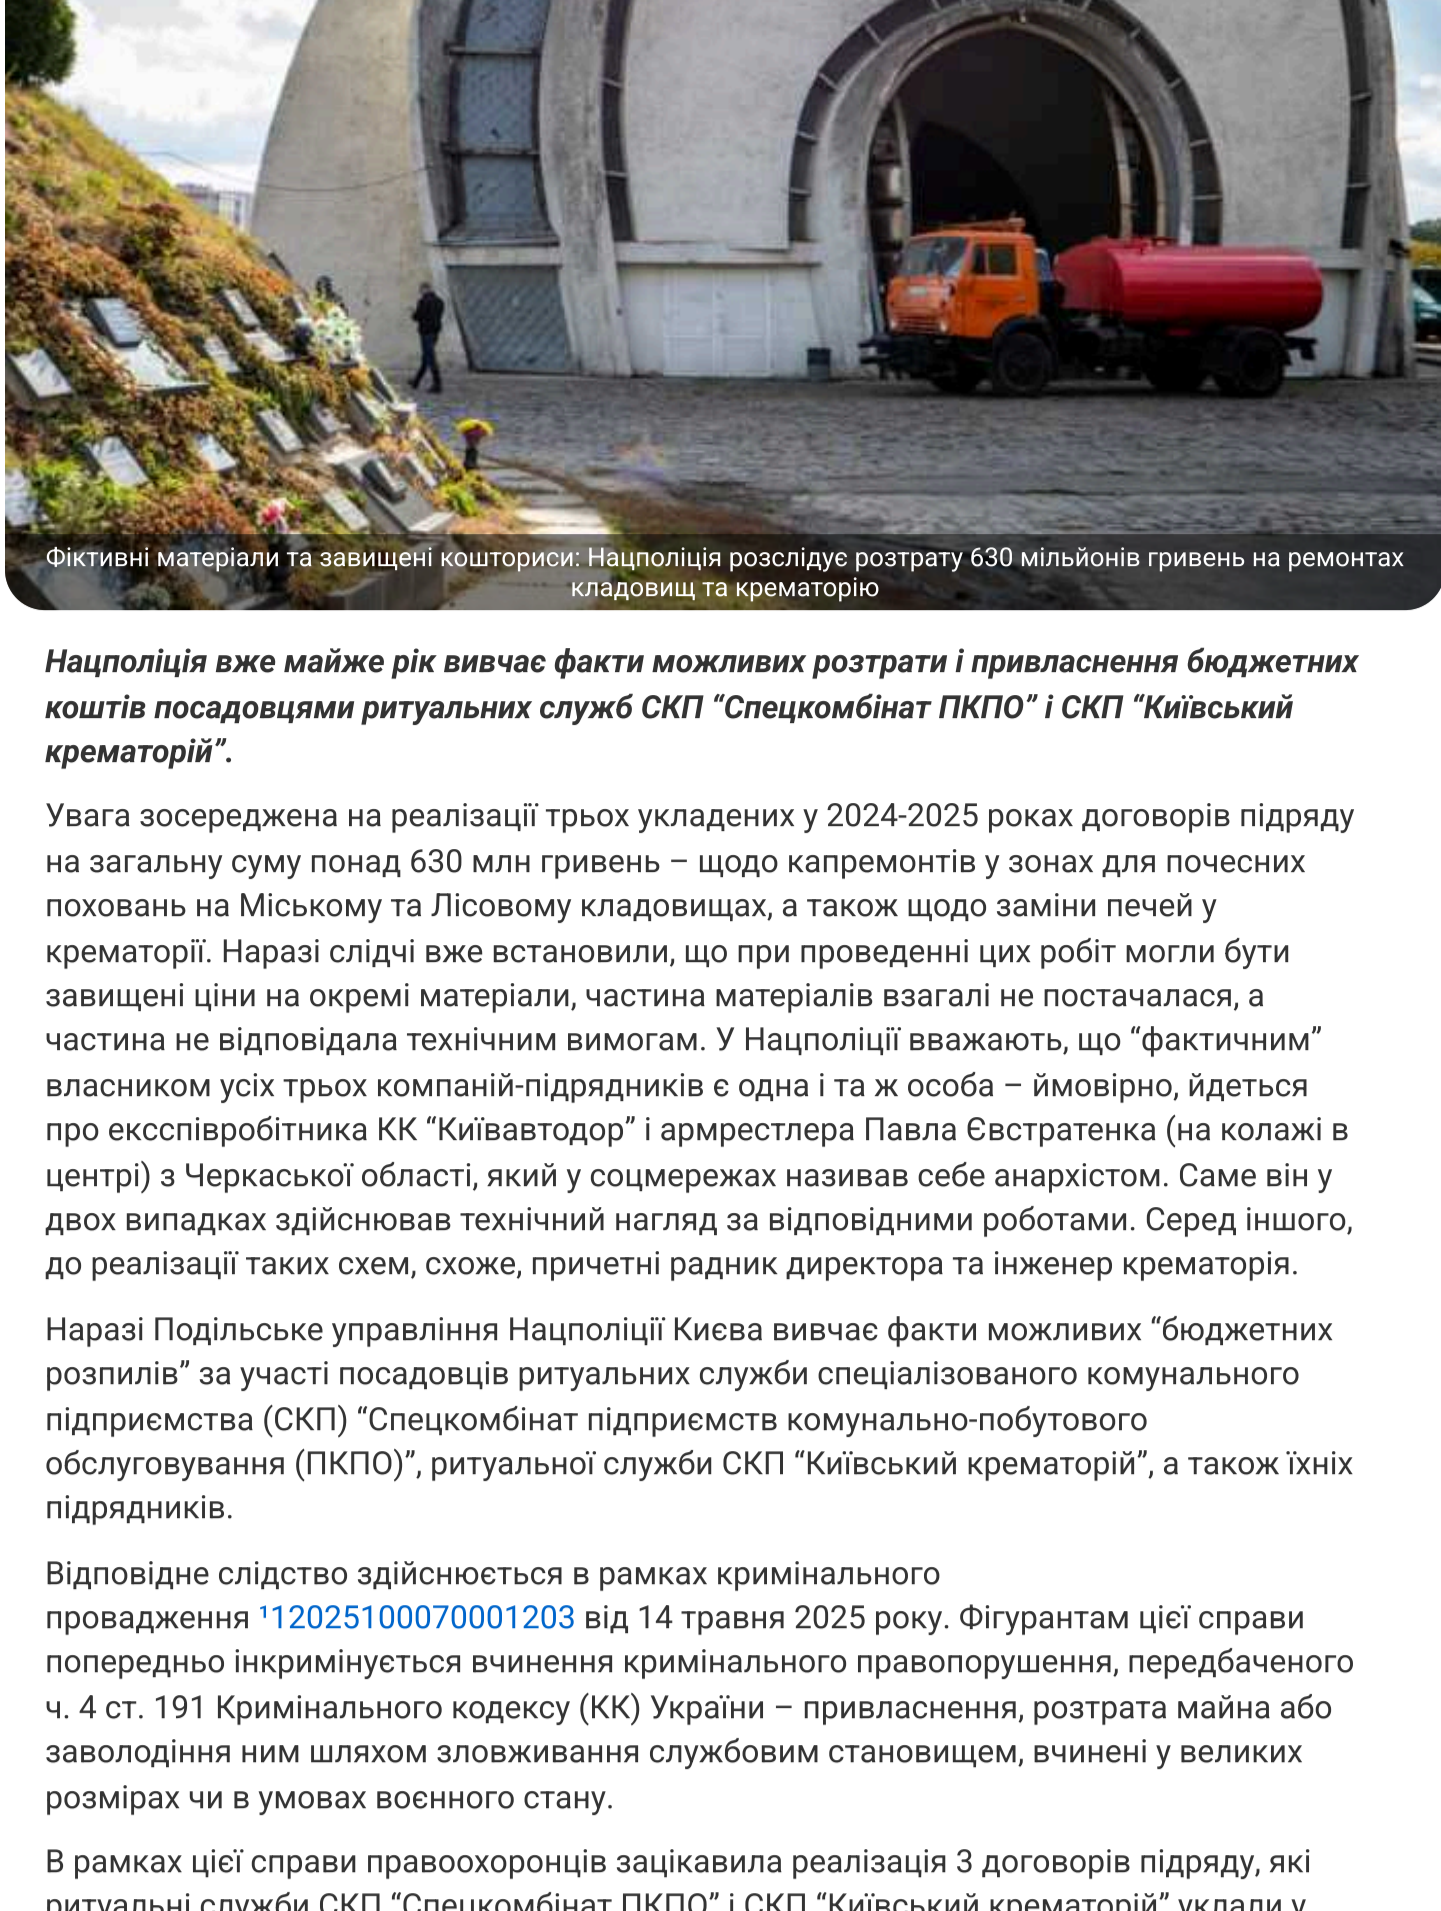 Фіктивні матеріали та завищені кошториси: Нацполіція розслідує розтрату 630 мільйонів гривень на ремонтах
кладовищ та крематорію
Нацполіція вже майже рік вивчає факти можливих розтрати і привласнення бюджетних
коштів посадовцями ритуальних служб СКП “Спецкомбінат ПКПО” і СКП “Київський
крематорій”.
Увага зосереджена на реалізації трьох укладених у 2024-2025 роках договорів підряду
на загальну суму понад 630 млн гривень – щодо капремонтів у зонах для почесних
поховань на Міському та Лісовому кладовищах, а також щодо заміни печей у
крематорії. Наразі слідчі вже встановили, що при проведенні цих робіт могли бути
завищені ціни на окремі матеріали, частина матеріалів взагалі не постачалася, а
частина не відповідала технічним вимогам. У Нацполіції вважають, що “фактичним”
власником усіх трьох компаній-підрядників є одна і та ж особа – ймовірно, йдеться
про ексспівробітника КК “Київавтодор” і армрестлера Павла Євстратенка (на колажі в
центрі) з Черкаської області, який у соцмережах називав себе анархістом. Саме він у
двох випадках здійснював технічний нагляд за відповідними роботами. Серед іншого,
до реалізації таких схем, схоже, причетні радник директора та інженер крематорія.
Наразі Подільське управління Нацполіції Києва вивчає факти можливих “бюджетних
розпилів” за участі посадовців ритуальних служби спеціалізованого комунального
підприємства (СКП) “Спецкомбінат підприємств комунально-побутового
обслуговування (ПКПО)”, ритуальної служби СКП “Київський крематорій”, а також їхніх
підрядників.
Відповідне слідство здійснюється в рамках кримінального
провадження ¹12025100070001203 від 14 травня 2025 року. Фігурантам цієї справи
попередньо інкримінується вчинення кримінального правопорушення, передбаченого
ч. 4 ст. 191 Кримінального кодексу (КК) України – привласнення, розтрата майна або
заволодіння ним шляхом зловживання службовим становищем, вчинені у великих
розмірах чи в умовах воєнного стану.
В рамках цієї справи правоохоронців зацікавила реалізація 3 договорів підряду, які
ритуальні служби СКП “Спецкомбінат ПКПО” і СКП “Київський крематорій” уклали у